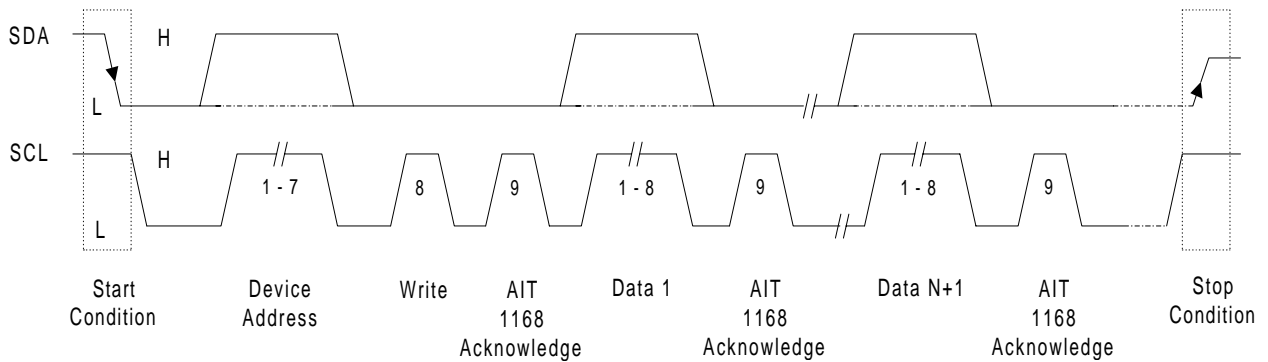 SDA H
L
SCL H
1 - 7 8 9 1 - 8 9 1 - 8 9
L
Start Device Write AIT Data 1 AIT Data N+1 AIT Stop
Condition Address 1168 1168 1168 Condition
Acknowledge Acknowledge Acknowledge